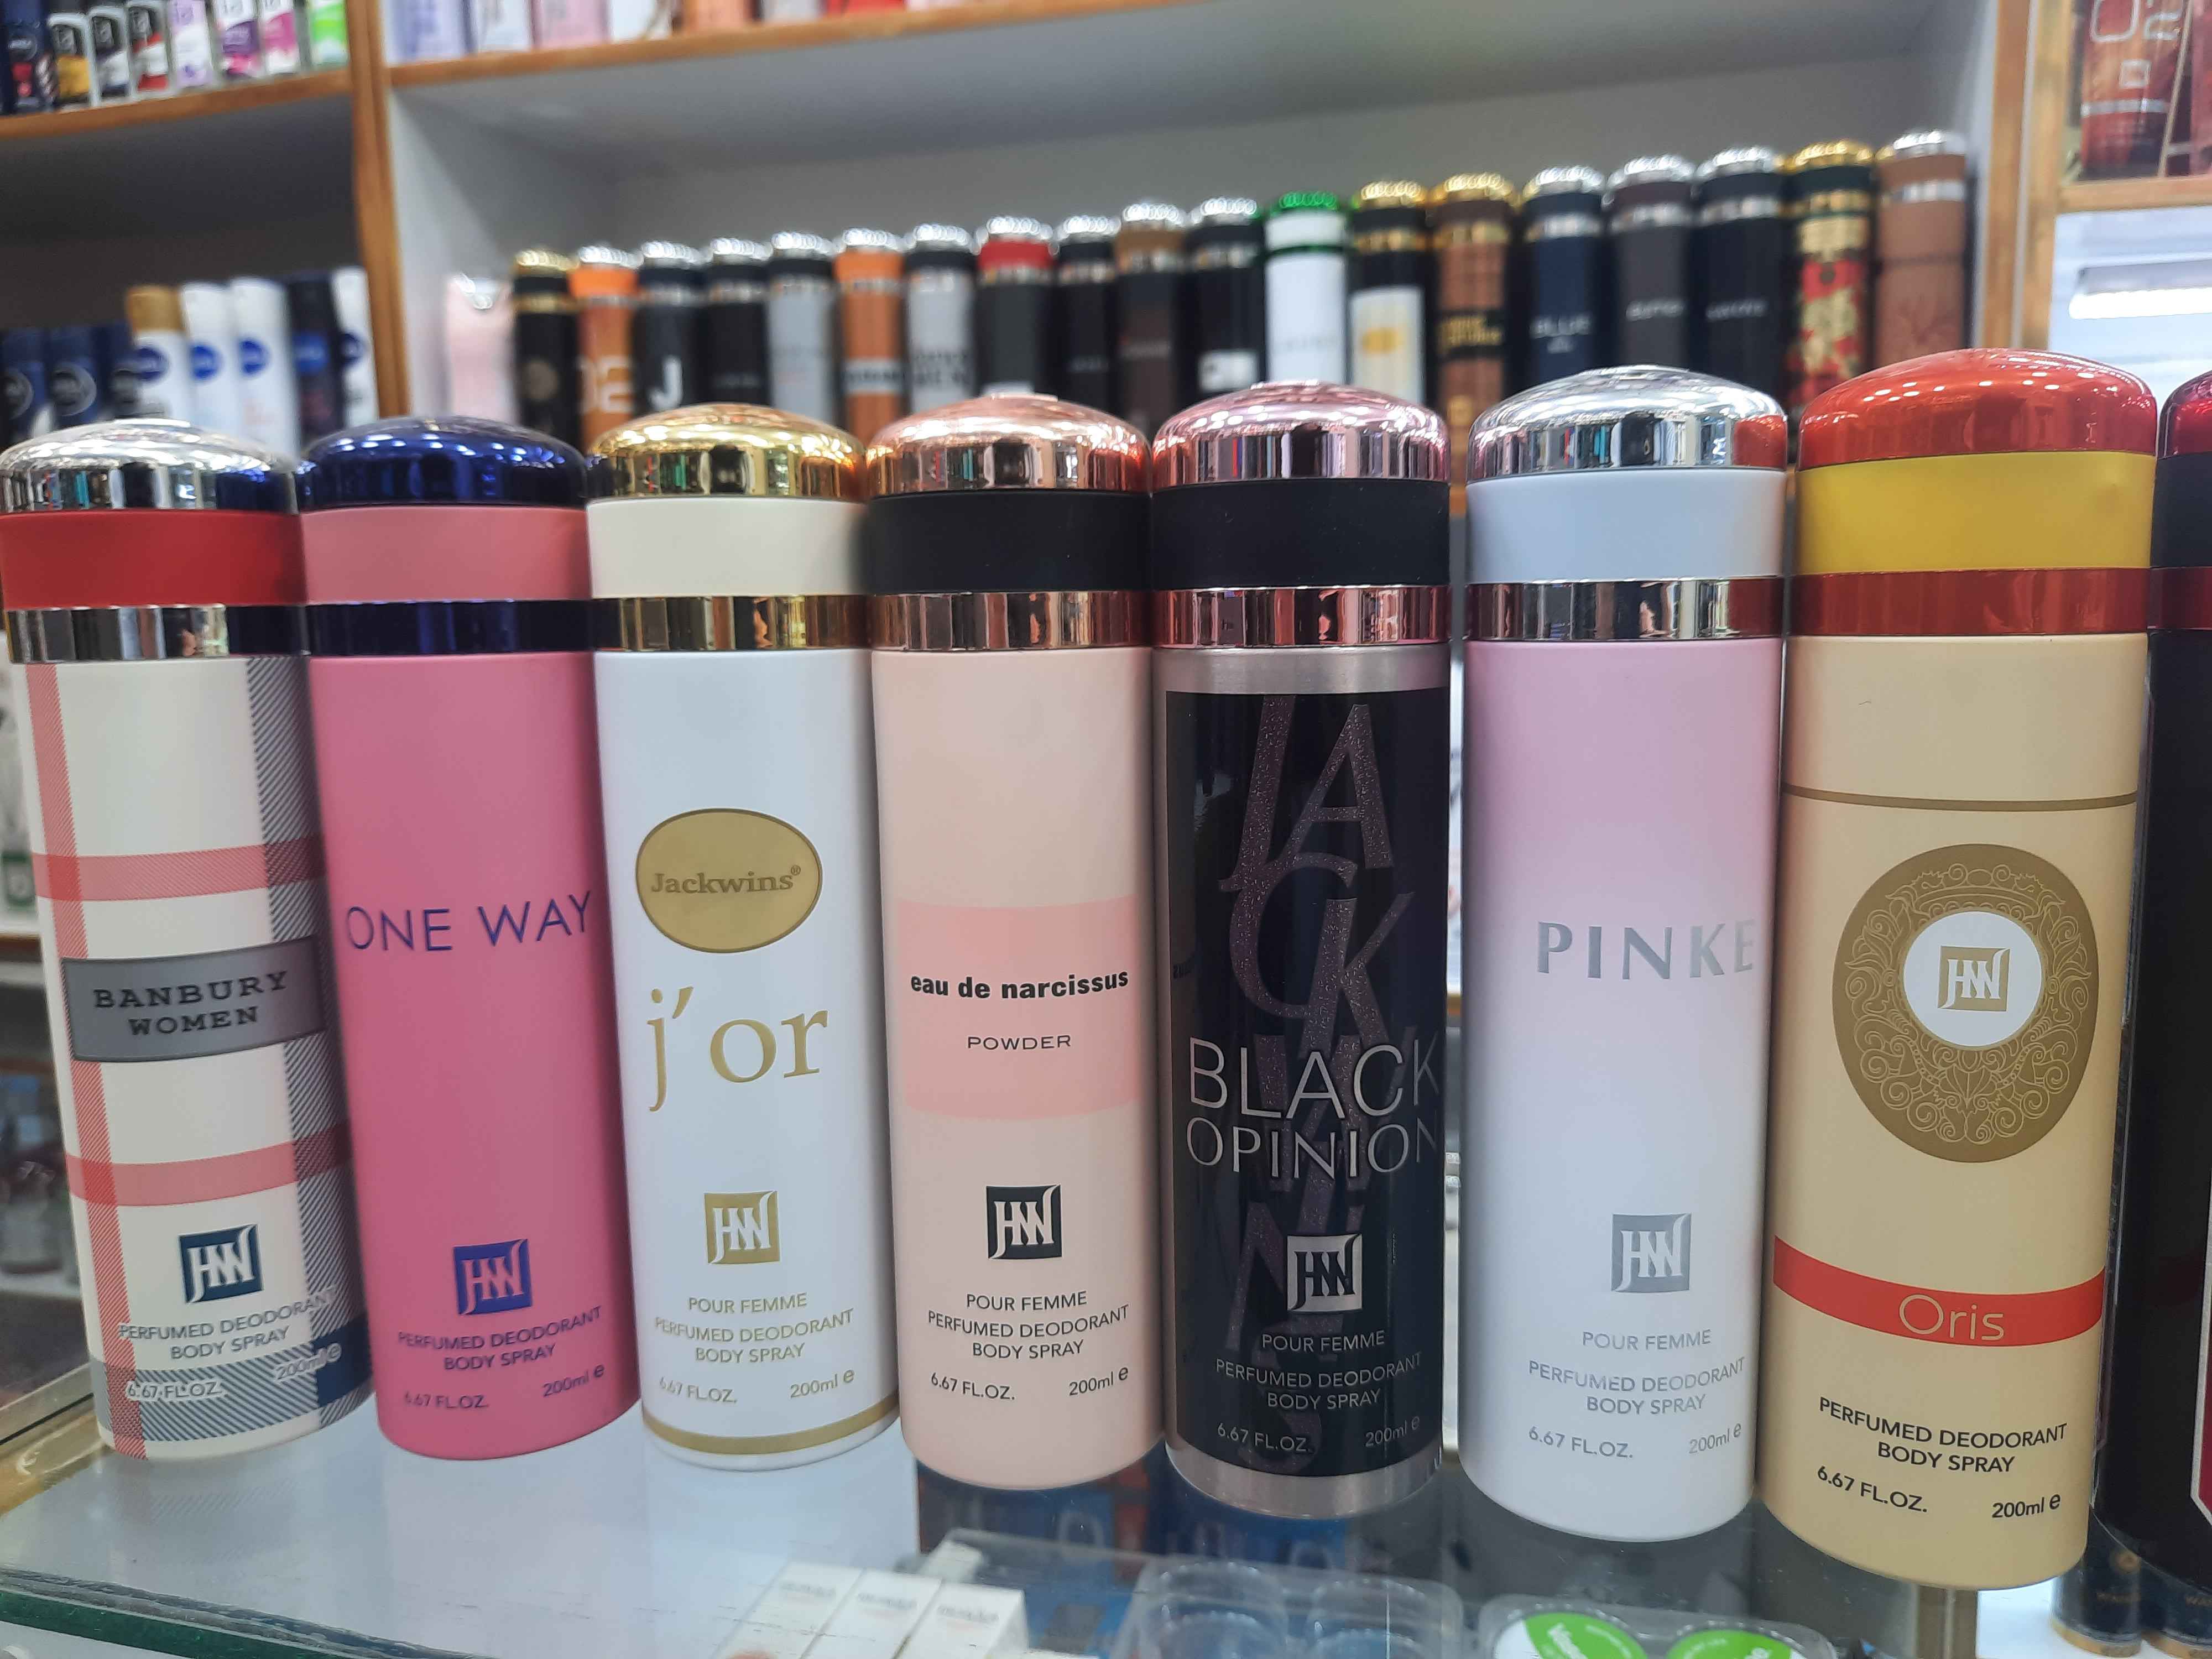 BANBURY
WOMEN
JHW
PERFUMED DEODORANT
BODY SPRAY
6.67 FL.OZ. 200ml e
ONE WAY
JHW
PERFUMED DEODORANT
BODY SPRAY
6.67 FL.OZ. 200ml e
Jackwins®
j'or
JHW
POUR FEMME
PERFUMED DEODORANT
BODY SPRAY
6.67 FL.OZ. 200ml e
eau de narcissus
POWDER
JHW
POUR FEMME
PERFUMED DEODORANT
BODY SPRAY
6.67 FL.OZ. 200ml e
JACKWINS
BLACK
OPINION
JHW
POUR FEMME
PERFUMED DEODORANT
BODY SPRAY
6.67 FL.OZ. 200ml e
PINKE
JHW
POUR FEMME
PERFUMED DEODORANT
BODY SPRAY
6.67 FL.OZ. 200ml e
JHW
Oris
PERFUMED DEODORANT
BODY SPRAY
6.67 FL.OZ. 200ml e
BLUE
J
O2